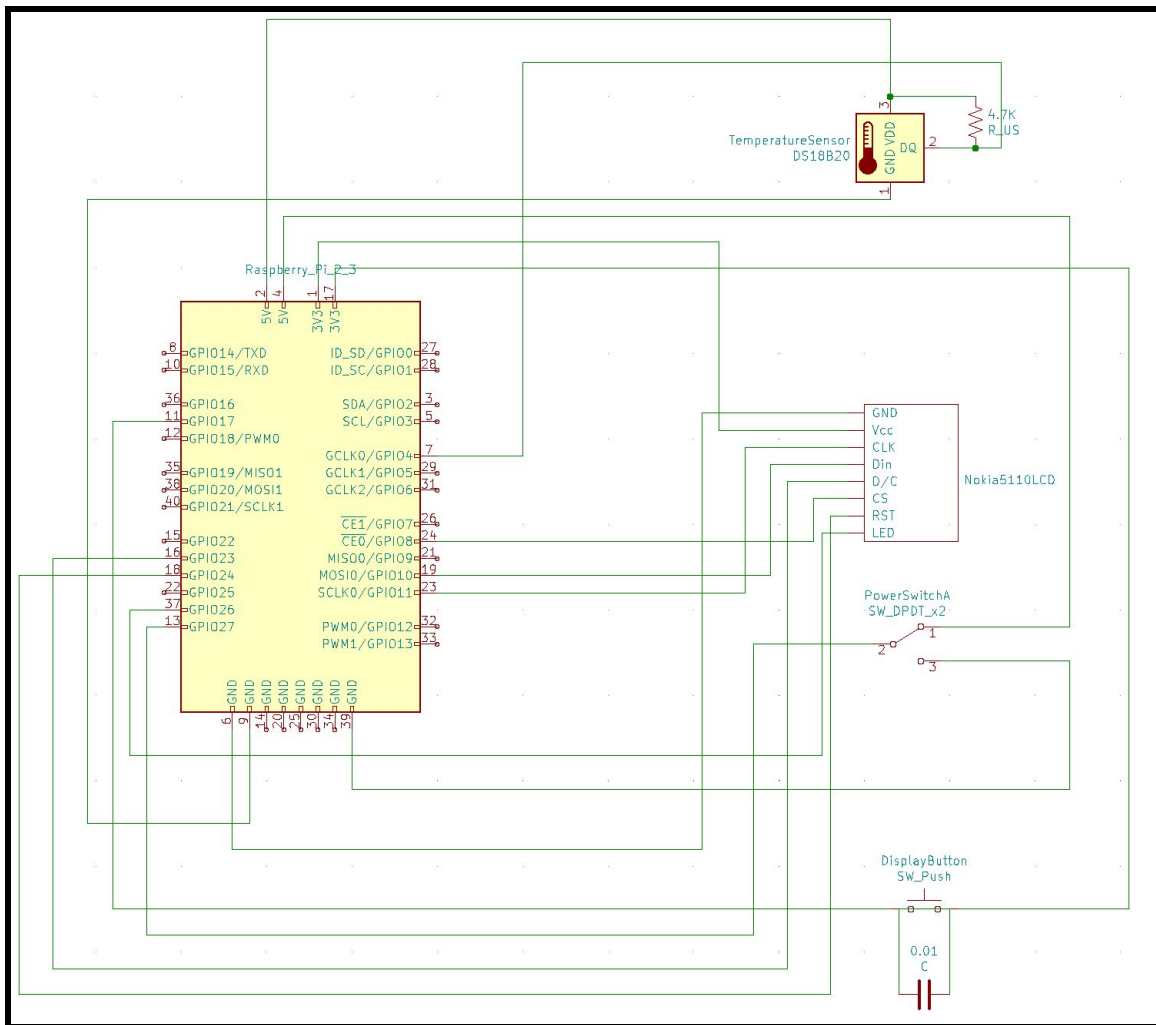 4.7K
R_US
3
TemperatureSensor
DS18B20
GND VDD
DQ
2
1
Raspberry_Pi_2_3
2
4
1
17
5V
5V
3V3
3V3
8
GPIO14/TXD
ID_SD/GPIO0
27
10
GPIO15/RXD
ID_SC/GPIO1
28
36
GPIO16
SDA/GPIO2
3
11
GPIO17
SCL/GPIO3
5
12
GPIO18/PWM0
GCLK0/GPIO4
7
35
GPIO19/MISO1
GCLK1/GPIO5
29
38
GPIO20/MOSI1
GCLK2/GPIO6
31
40
GPIO21/SCLK1
CE1/GPIO7
26
15
GPIO22
CE0/GPIO8
24
16
GPIO23
MISO0/GPIO9
21
18
GPIO24
MOSI0/GPIO10
19
22
GPIO25
SCLK0/GPIO11
23
37
GPIO26
13
GPIO27
PWM0/GPIO12
32
PWM1/GPIO13
33
GND
GND
GND
GND
GND
GND
GND
GND
6
9
14
20
25
30
34
39
GND
Vcc
CLK
Din
D/C
CS
RST
LED
Nokia5110LCD
PowerSwitchA
SW_DPDT_x2
1
2
3
DisplayButton
SW_Push
0.01
C